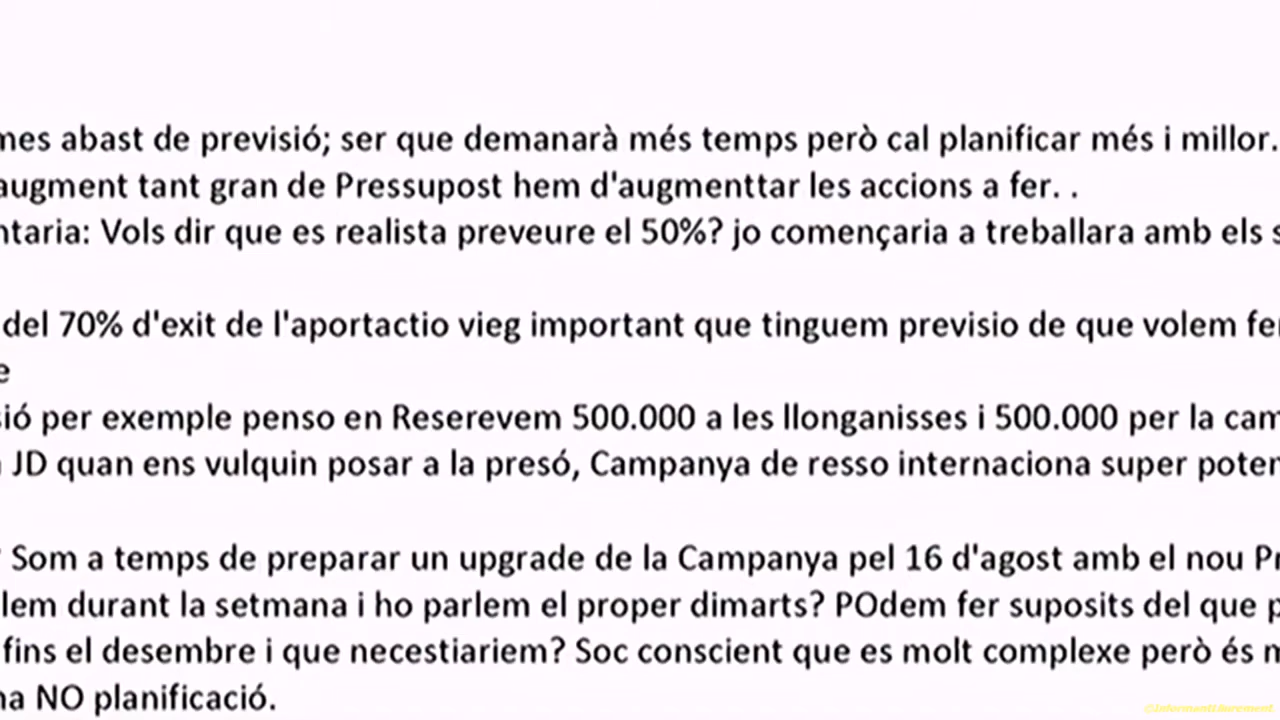 mes abast de previsió; ser que demanarà més temps però cal planificar més i millor.
augment tant gran de Pressupost hem d'augmenttar les accions a fer. .
ntaria: Vols dir que es realista preveure el 50%? jo començaria a treballara amb els s
del 70% d'exit de l'aportactio vieg important que tinguem previsio de que volem fer
e
sió per exemple penso en Reserevem 500.000 a les llonganisses i 500.000 per la cam
JD quan ens vulquin posar a la presó, Campanya de resso internaciona super poten
Som a temps de preparar un upgrade de la Campanya pel 16 d'agost amb el nou Pr
lem durant la setmana i ho parlem el proper dimarts? POdem fer suposits del que p
fins el desembre i que necestiariem? Soc conscient que es molt complexe però és m
na NO planificació.